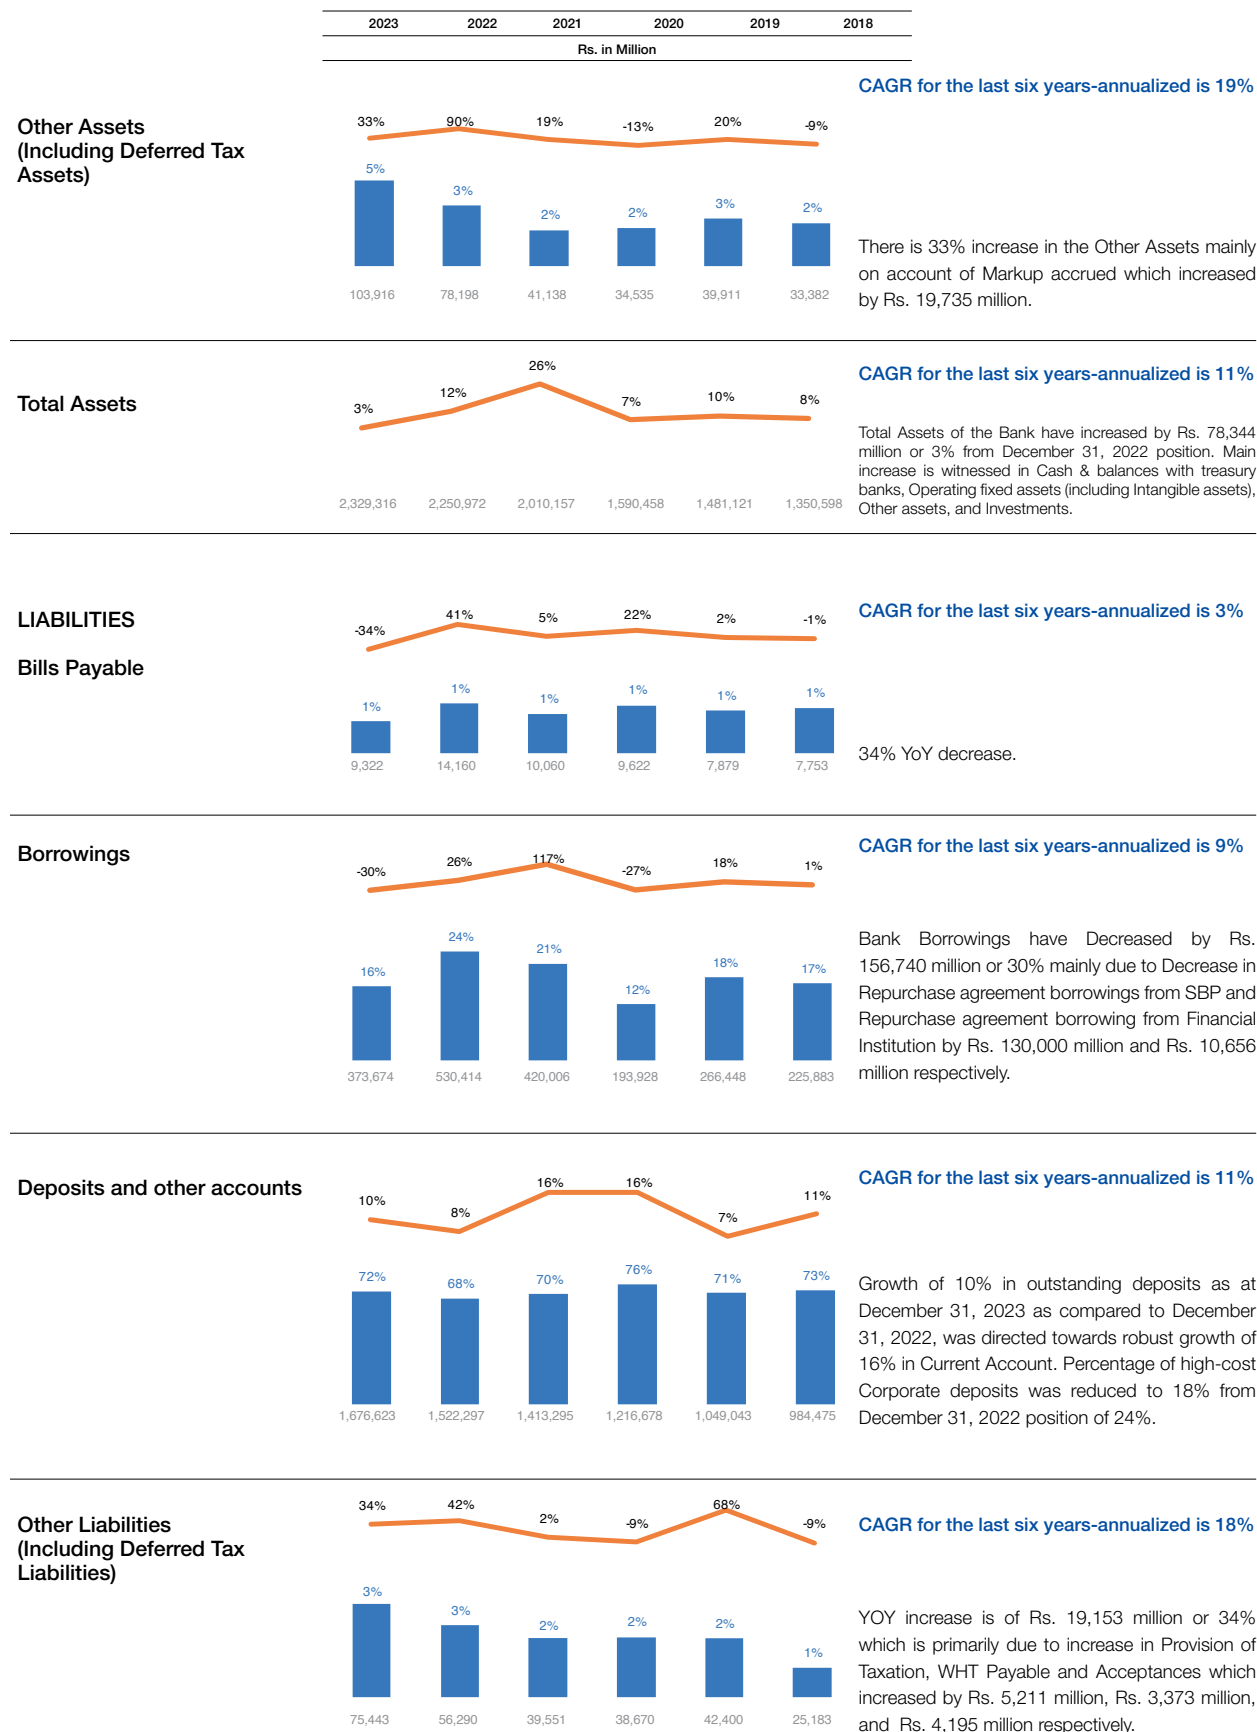 2023 2022 2021 2020 2019 2018
Rs. in Million
CAGR for the last six years-annualized is 19%
Other Assets
(Including Deferred Tax
Assets)
33% 90% 19% -13% 20% -9%
5% 3% 2% 2% 3% 2%
103,916 78,198 41,138 34,535 39,911 33,382
There is 33% increase in the Other Assets mainly
on account of Markup accrued which increased
by Rs. 19,735 million.
Total Assets
3% 12% 26% 7% 10% 8%
2,329,316 2,250,972 2,010,157 1,590,458 1,481,121 1,350,598
CAGR for the last six years-annualized is 11%
Total Assets of the Bank have increased by Rs. 78,344
million or 3% from December 31, 2022 position. Main
increase is witnessed in Cash & balances with treasury
banks, Operating fixed assets (including Intangible assets),
Other assets, and Investments.
LIABILITIES
Bills Payable
-34% 41% 5% 22% 2% -1%
1% 1% 1% 1% 1% 1%
9,322 14,160 10,060 9,622 7,879 7,753
CAGR for the last six years-annualized is 3%
34% YoY decrease.
Borrowings
-30% 26% 117% -27% 18% 1%
16% 24% 21% 12% 18% 17%
373,674 530,414 420,006 193,928 266,448 225,883
CAGR for the last six years-annualized is 9%
Bank Borrowings have Decreased by Rs.
156,740 million or 30% mainly due to Decrease in
Repurchase agreement borrowings from SBP and
Repurchase agreement borrowing from Financial
Institution by Rs. 130,000 million and Rs. 10,656
million respectively.
Deposits and other accounts
10% 8% 16% 16% 7% 11%
72% 68% 70% 76% 71% 73%
1,676,623 1,522,297 1,413,295 1,216,678 1,049,043 984,475
CAGR for the last six years-annualized is 11%
Growth of 10% in outstanding deposits as at
December 31, 2023 as compared to December
31, 2022, was directed towards robust growth of
16% in Current Account. Percentage of high-cost
Corporate deposits was reduced to 18% from
December 31, 2022 position of 24%.
Other Liabilities
(Including Deferred Tax
Liabilities)
34% 42% 2% -9% 68% -9%
3% 3% 2% 2% 2% 1%
75,443 56,290 39,551 38,670 42,400 25,183
CAGR for the last six years-annualized is 18%
YOY increase is of Rs. 19,153 million or 34%
which is primarily due to increase in Provision of
Taxation, WHT Payable and Acceptances which
increased by Rs. 5,211 million, Rs. 3,373 million,
and Rs. 4,195 million respectively.